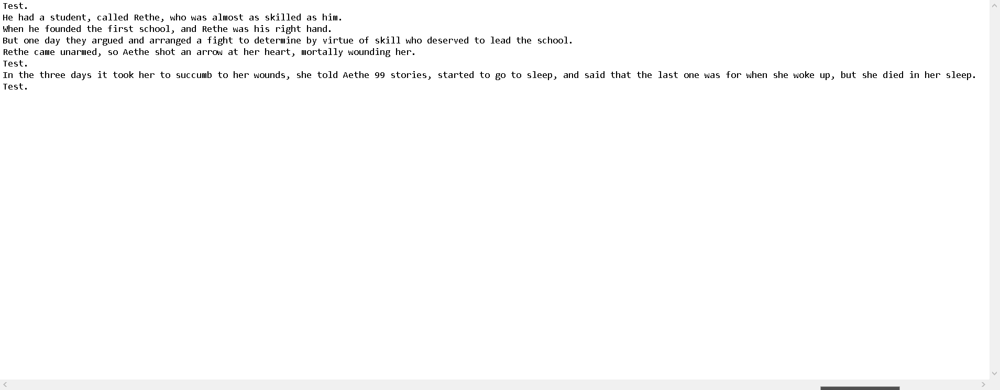 Test.
He had a student, called Rethe, who was almost as skilled as him.
When he founded the first school, and Rethe was his right hand.
But one day they argued and arranged a fight to determine by virtue of skill who deserved to lead the school.
Rethe came unarmed, so Aethe shot an arrow at her heart, mortally wounding her.
Test.
In the three days it took her to succumb to her wounds, she told Aethe 99 stories, started to go to sleep, and said that the last one was for when she woke up, but she died in her sleep.
Test.